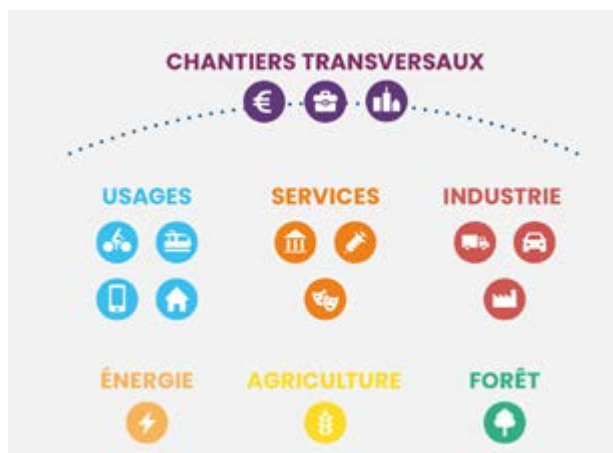 CHANTIERS TRANSVERSAUX
USAGES SERVICES INDUSTRIE
ÉNERGIE AGRICULTURE FORÊT